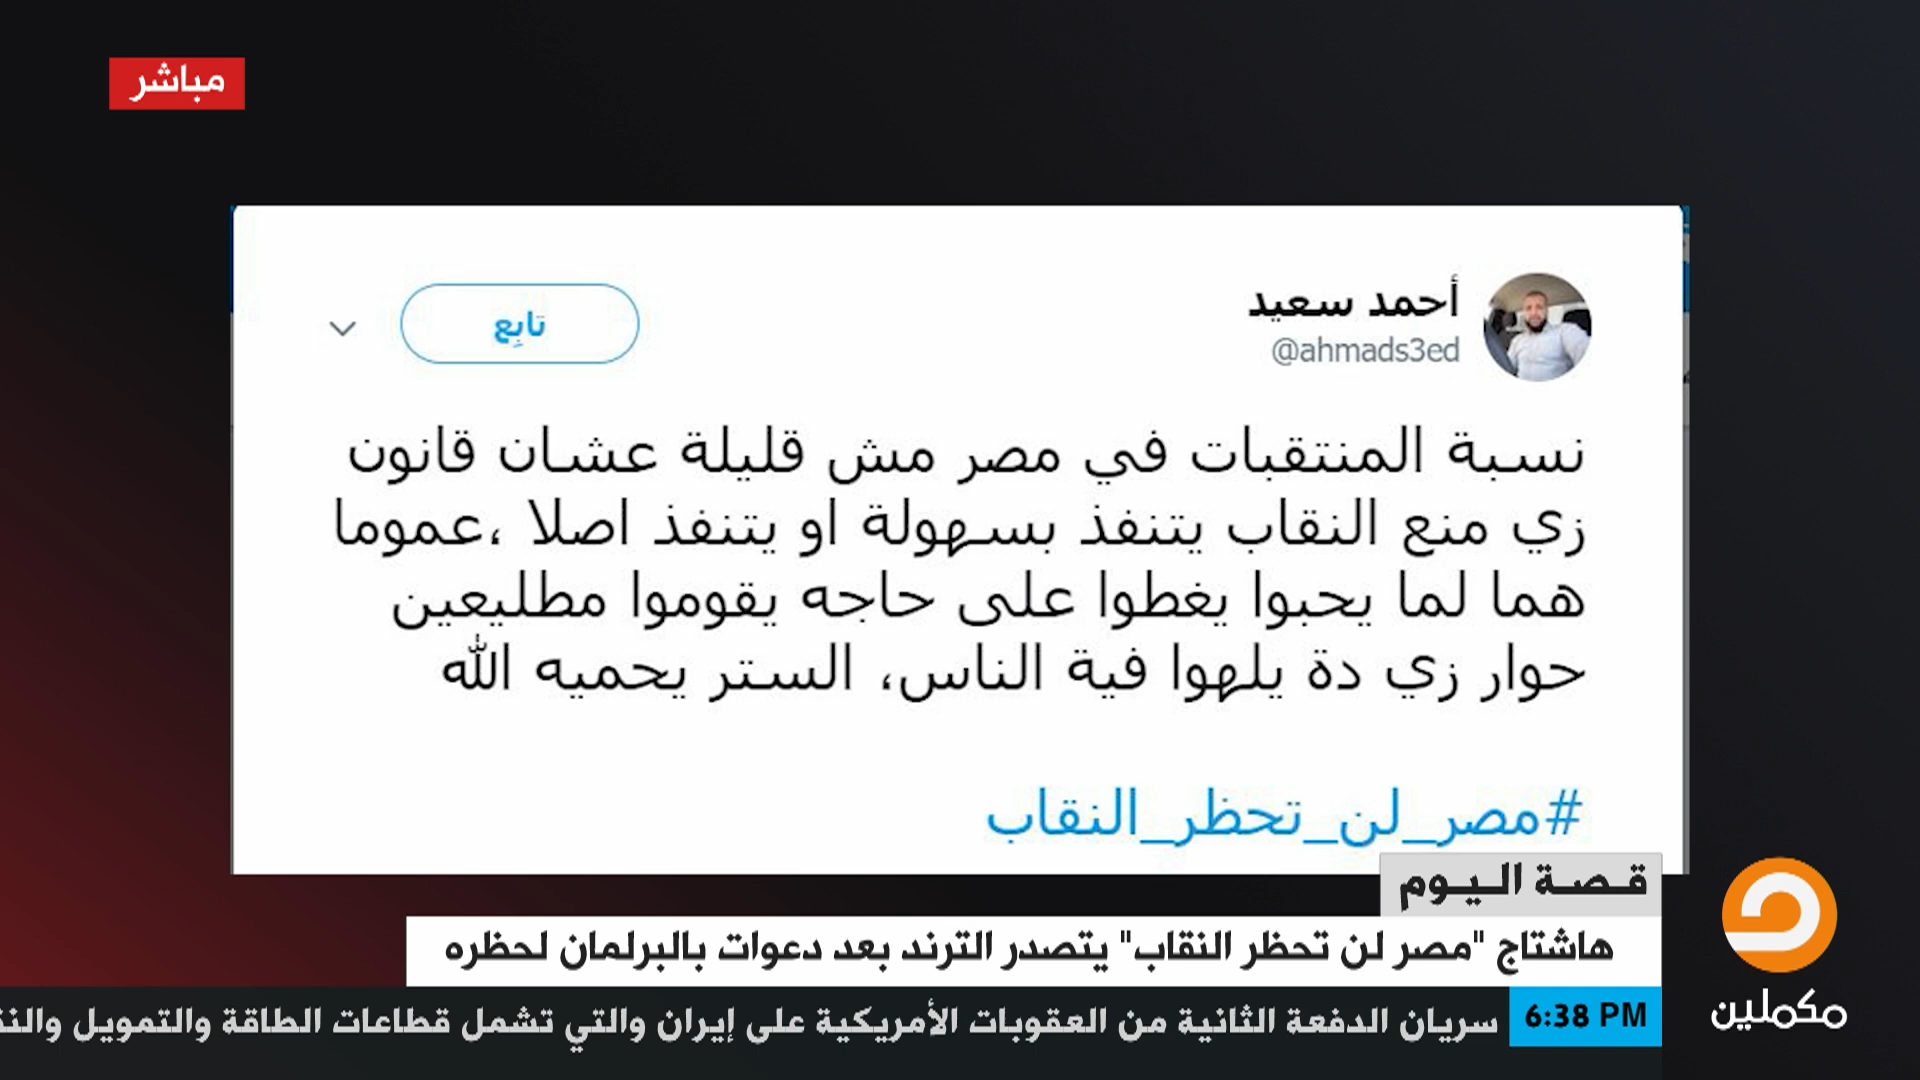 مباشر
أحمد سعيد
@ahmads3ed
تابِع
نسبة المنتقبات في مصر مش قليلة عشان قانون
زي منع النقاب يتنفذ بسهولة او يتنفذ اصلا ،عموما
هما لما يحبوا يغطوا على حاجه يقوموا مطليعين
حوار زي دة يلهوا فية الناس، الستر يحميه الله
#مصر_لن_تحظر_النقاب
قصة اليوم
هاشتاج "مصر لن تحظر النقاب" يتصدر الترند بعد دعوات بالبرلمان لحظره
6:38 PM
سريان الدفعة الثانية من العقوبات الأمريكية على إيران والتي تشمل قطاعات الطاقة والتمويل
مكملين